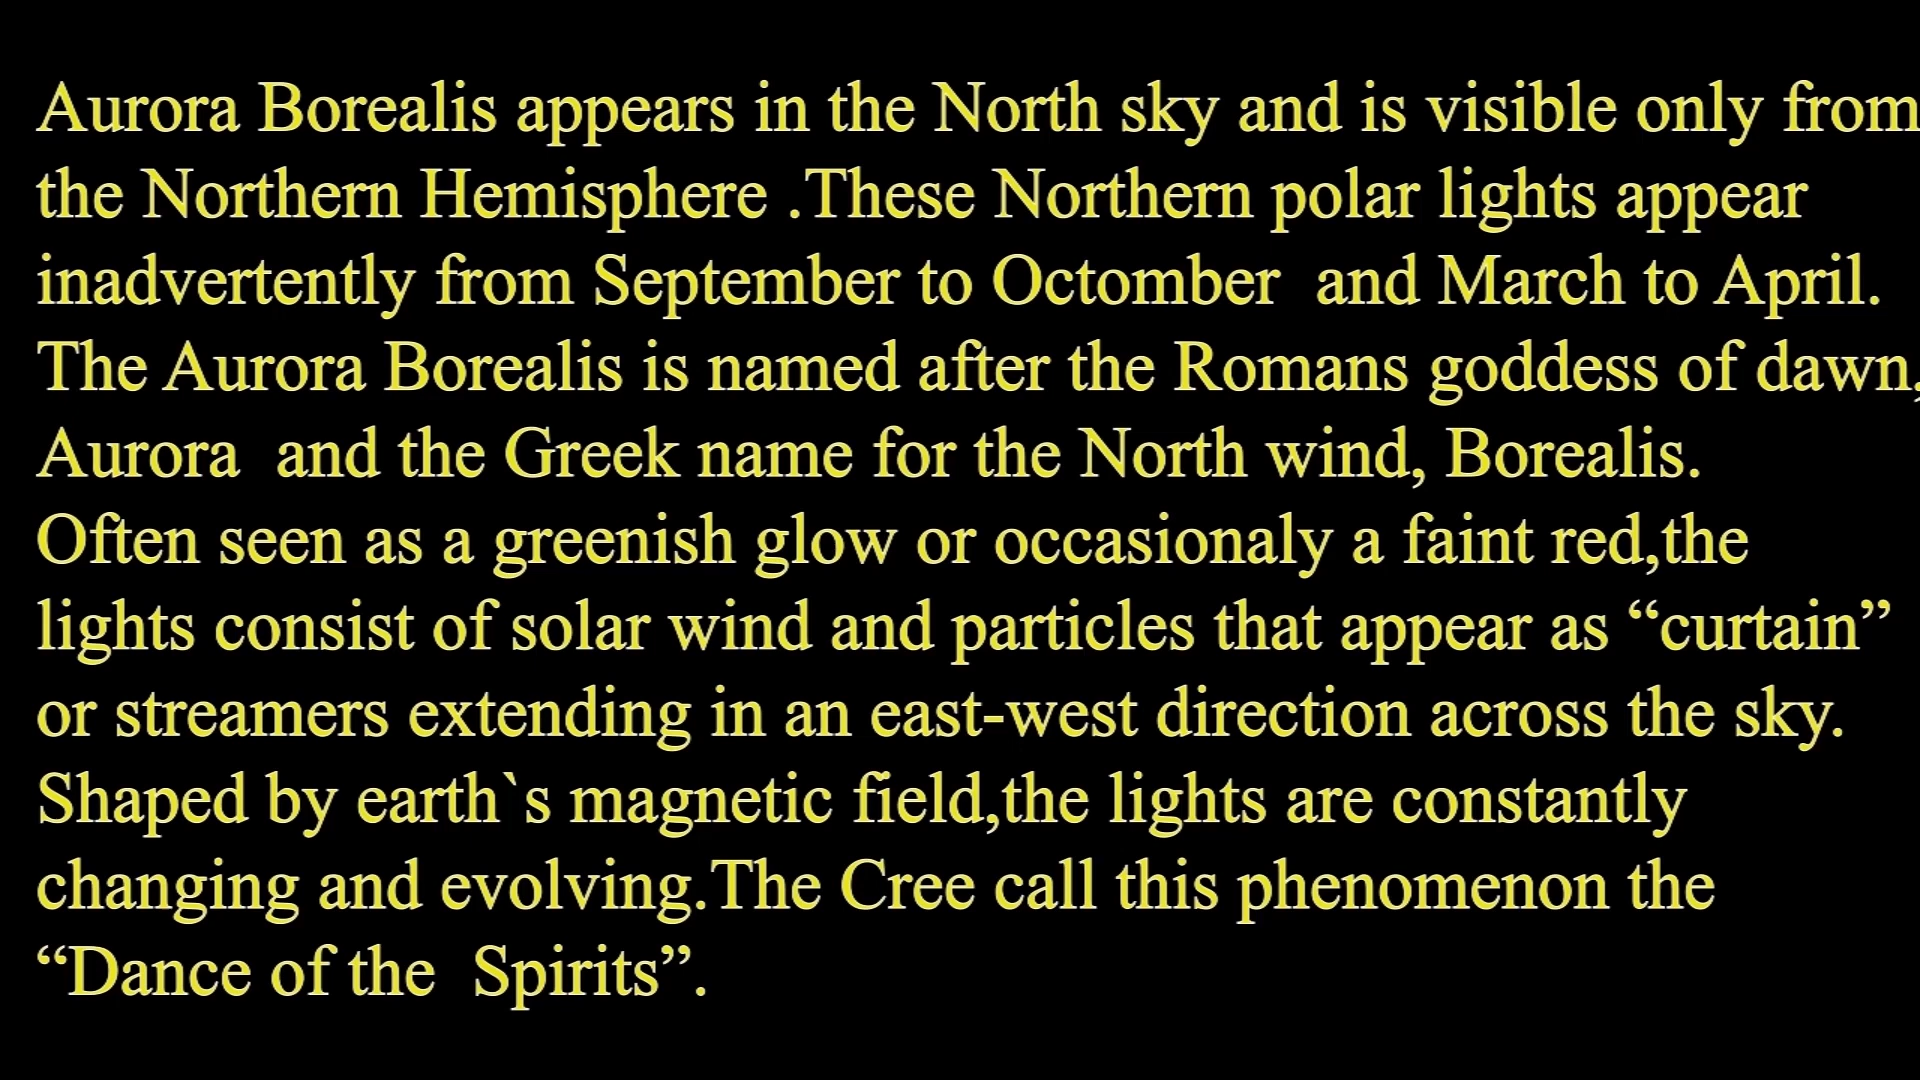 Aurora Borealis appears in the North sky and is visible only from
the Northern Hemisphere .These Northern polar lights appear
inadvertently from September to Octomber  and March to April.
The Aurora Borealis is named after the Romans goddess of dawn,
Aurora  and the Greek name for the North wind, Borealis.
Often seen as a greenish glow or occasionaly a faint red,the
lights consist of solar wind and particles that appear as “curtain”
or streamers extending in an east-west direction across the sky.
Shaped by earth`s magnetic field,the lights are constantly
changing and evolving.The Cree call this phenomenon the
“Dance of the  Spirits”.